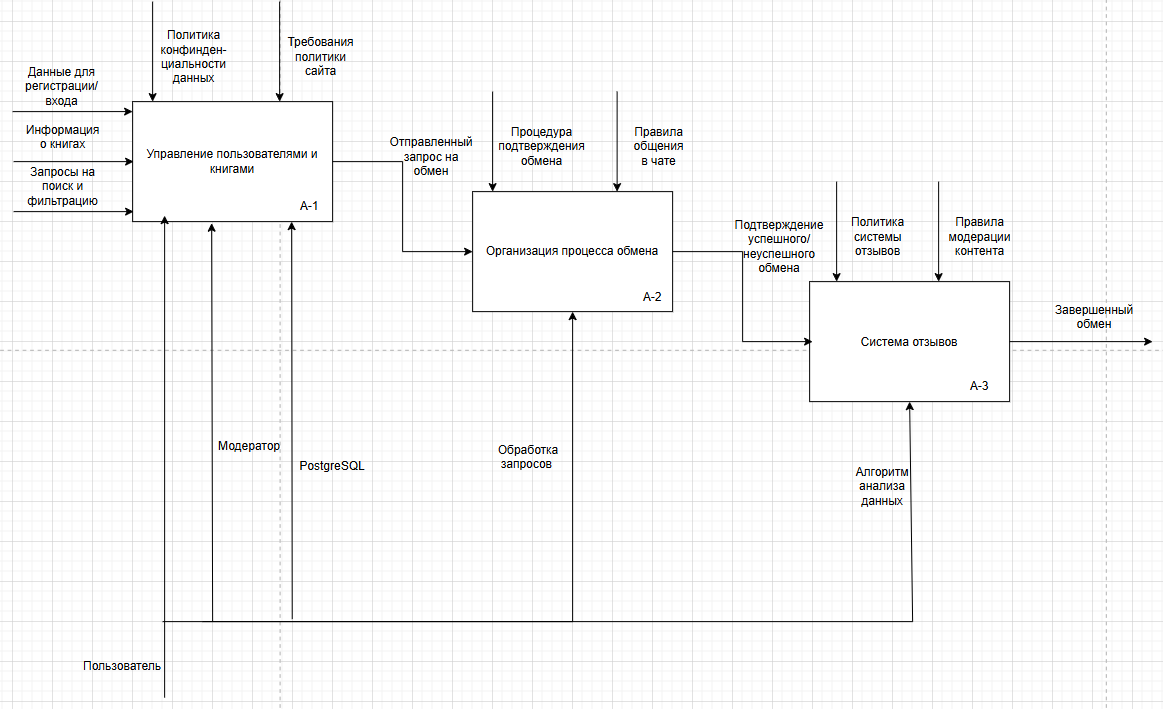 Политика
конфинден-
циальности
данных
Требования
политики
сайта
Данные для
регистрации/
входа
Информация
о книгах
Запросы на
поиск и
фильтрацию
Управление пользователями и
книгами
А-1
Отправленный
запрос на
обмен
Процедура
подтверждения
обмена
Правила
общения
в чате
Организация процесса обмена
А-2
Подтверждение
успешного/
неуспешного
обмена
Политика
системы
отзывов
Правила
модерации
контента
Система отзывов
А-3
Завершенный
обмен
Модератор
PostgreSQL
Обработка
запросов
Алгоритм
анализа
данных
Пользователь